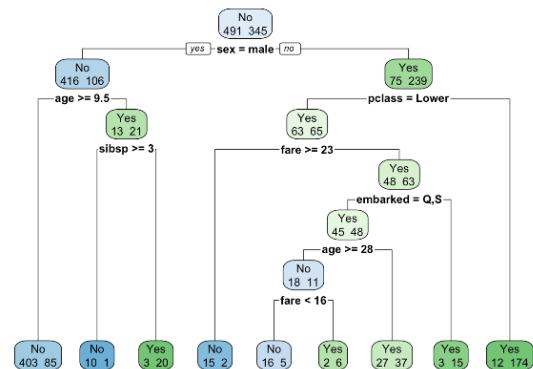 No
491 345
yes sex = male no
No
416 106
Yes
75 239
age >= 9.5
pclass = Lower
Yes
13 21
Yes
63 65
sibsp >= 3
fare >= 23
Yes
48 63
embarked = Q,S
Yes
45 48
age >= 28
No
18 11
fare < 16
No
403 85
No
10 1
Yes
3 20
No
15 2
No
16 5
Yes
2 6
Yes
27 37
Yes
3 15
Yes
12 174